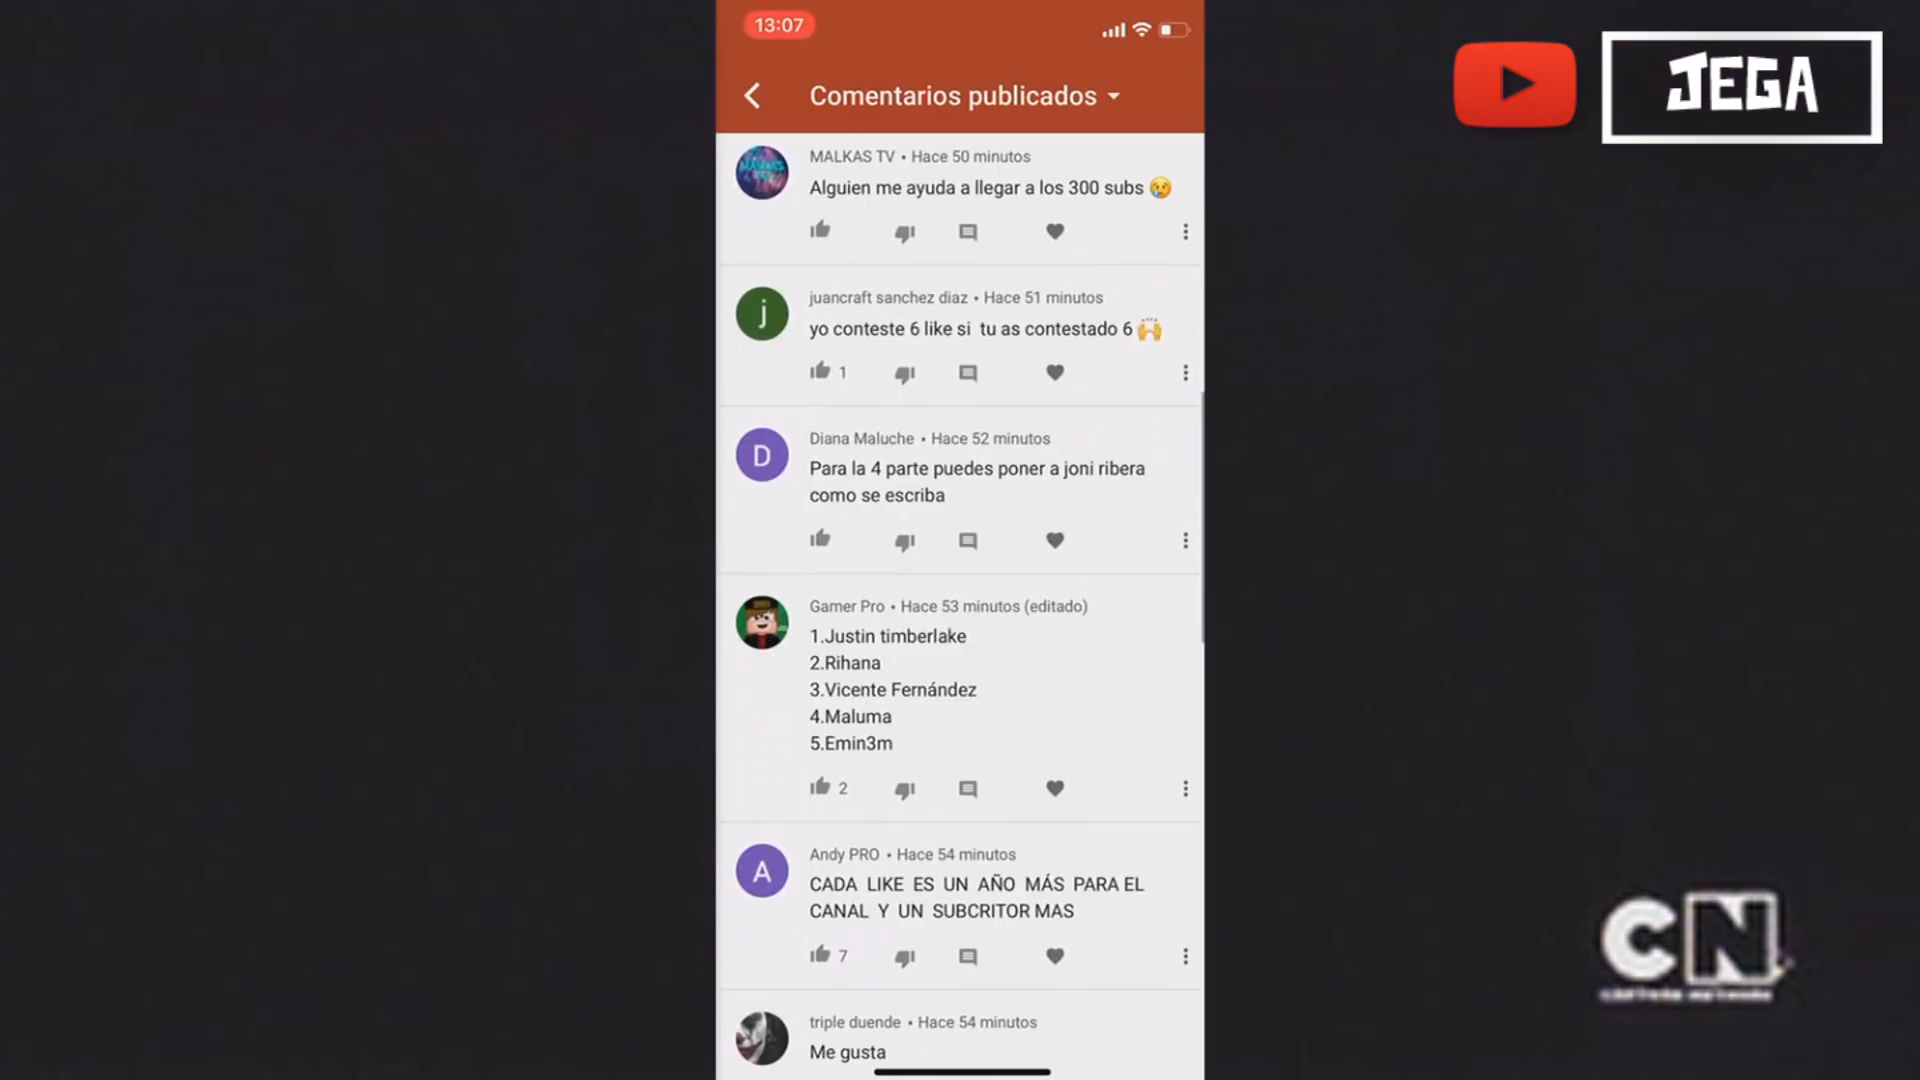 13:07
JEGA
Comentarios publicados
MALKAS TV • Hace 50 minutos
Alguien me ayuda a llegar a los 300 subs 😢
j
juancraft sanchez diaz • Hace 51 minutos
yo conteste 6 like si  tu as contestado 6 🙌
1
D
Diana Maluche • Hace 52 minutos
Para la 4 parte puedes poner a joni ribera
como se escriba
Gamer Pro • Hace 53 minutos (editado)
1.Justin timberlake
2.Rihana
3.Vicente Fernández
4.Maluma
5.Emin3m
2
A
Andy PRO • Hace 54 minutos
CADA  LIKE  ES  UN  AÑO  MÁS  PARA EL
CANAL  Y  UN  SUBCRITOR MAS
7
triple duende • Hace 54 minutos
Me gusta
CN